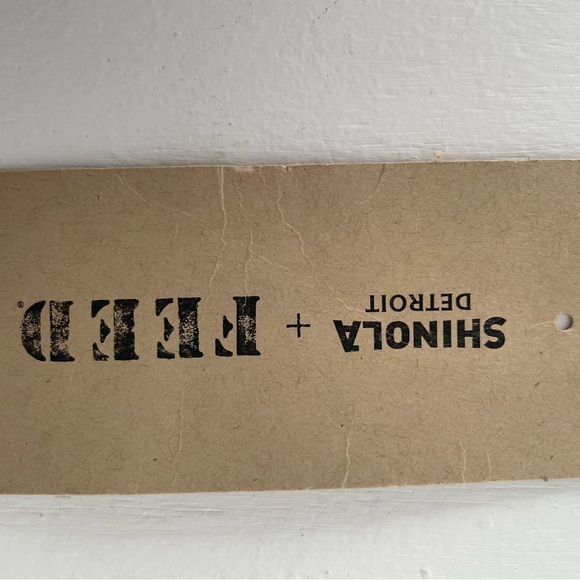 SHINOLA
DETROIT
+
FEED®